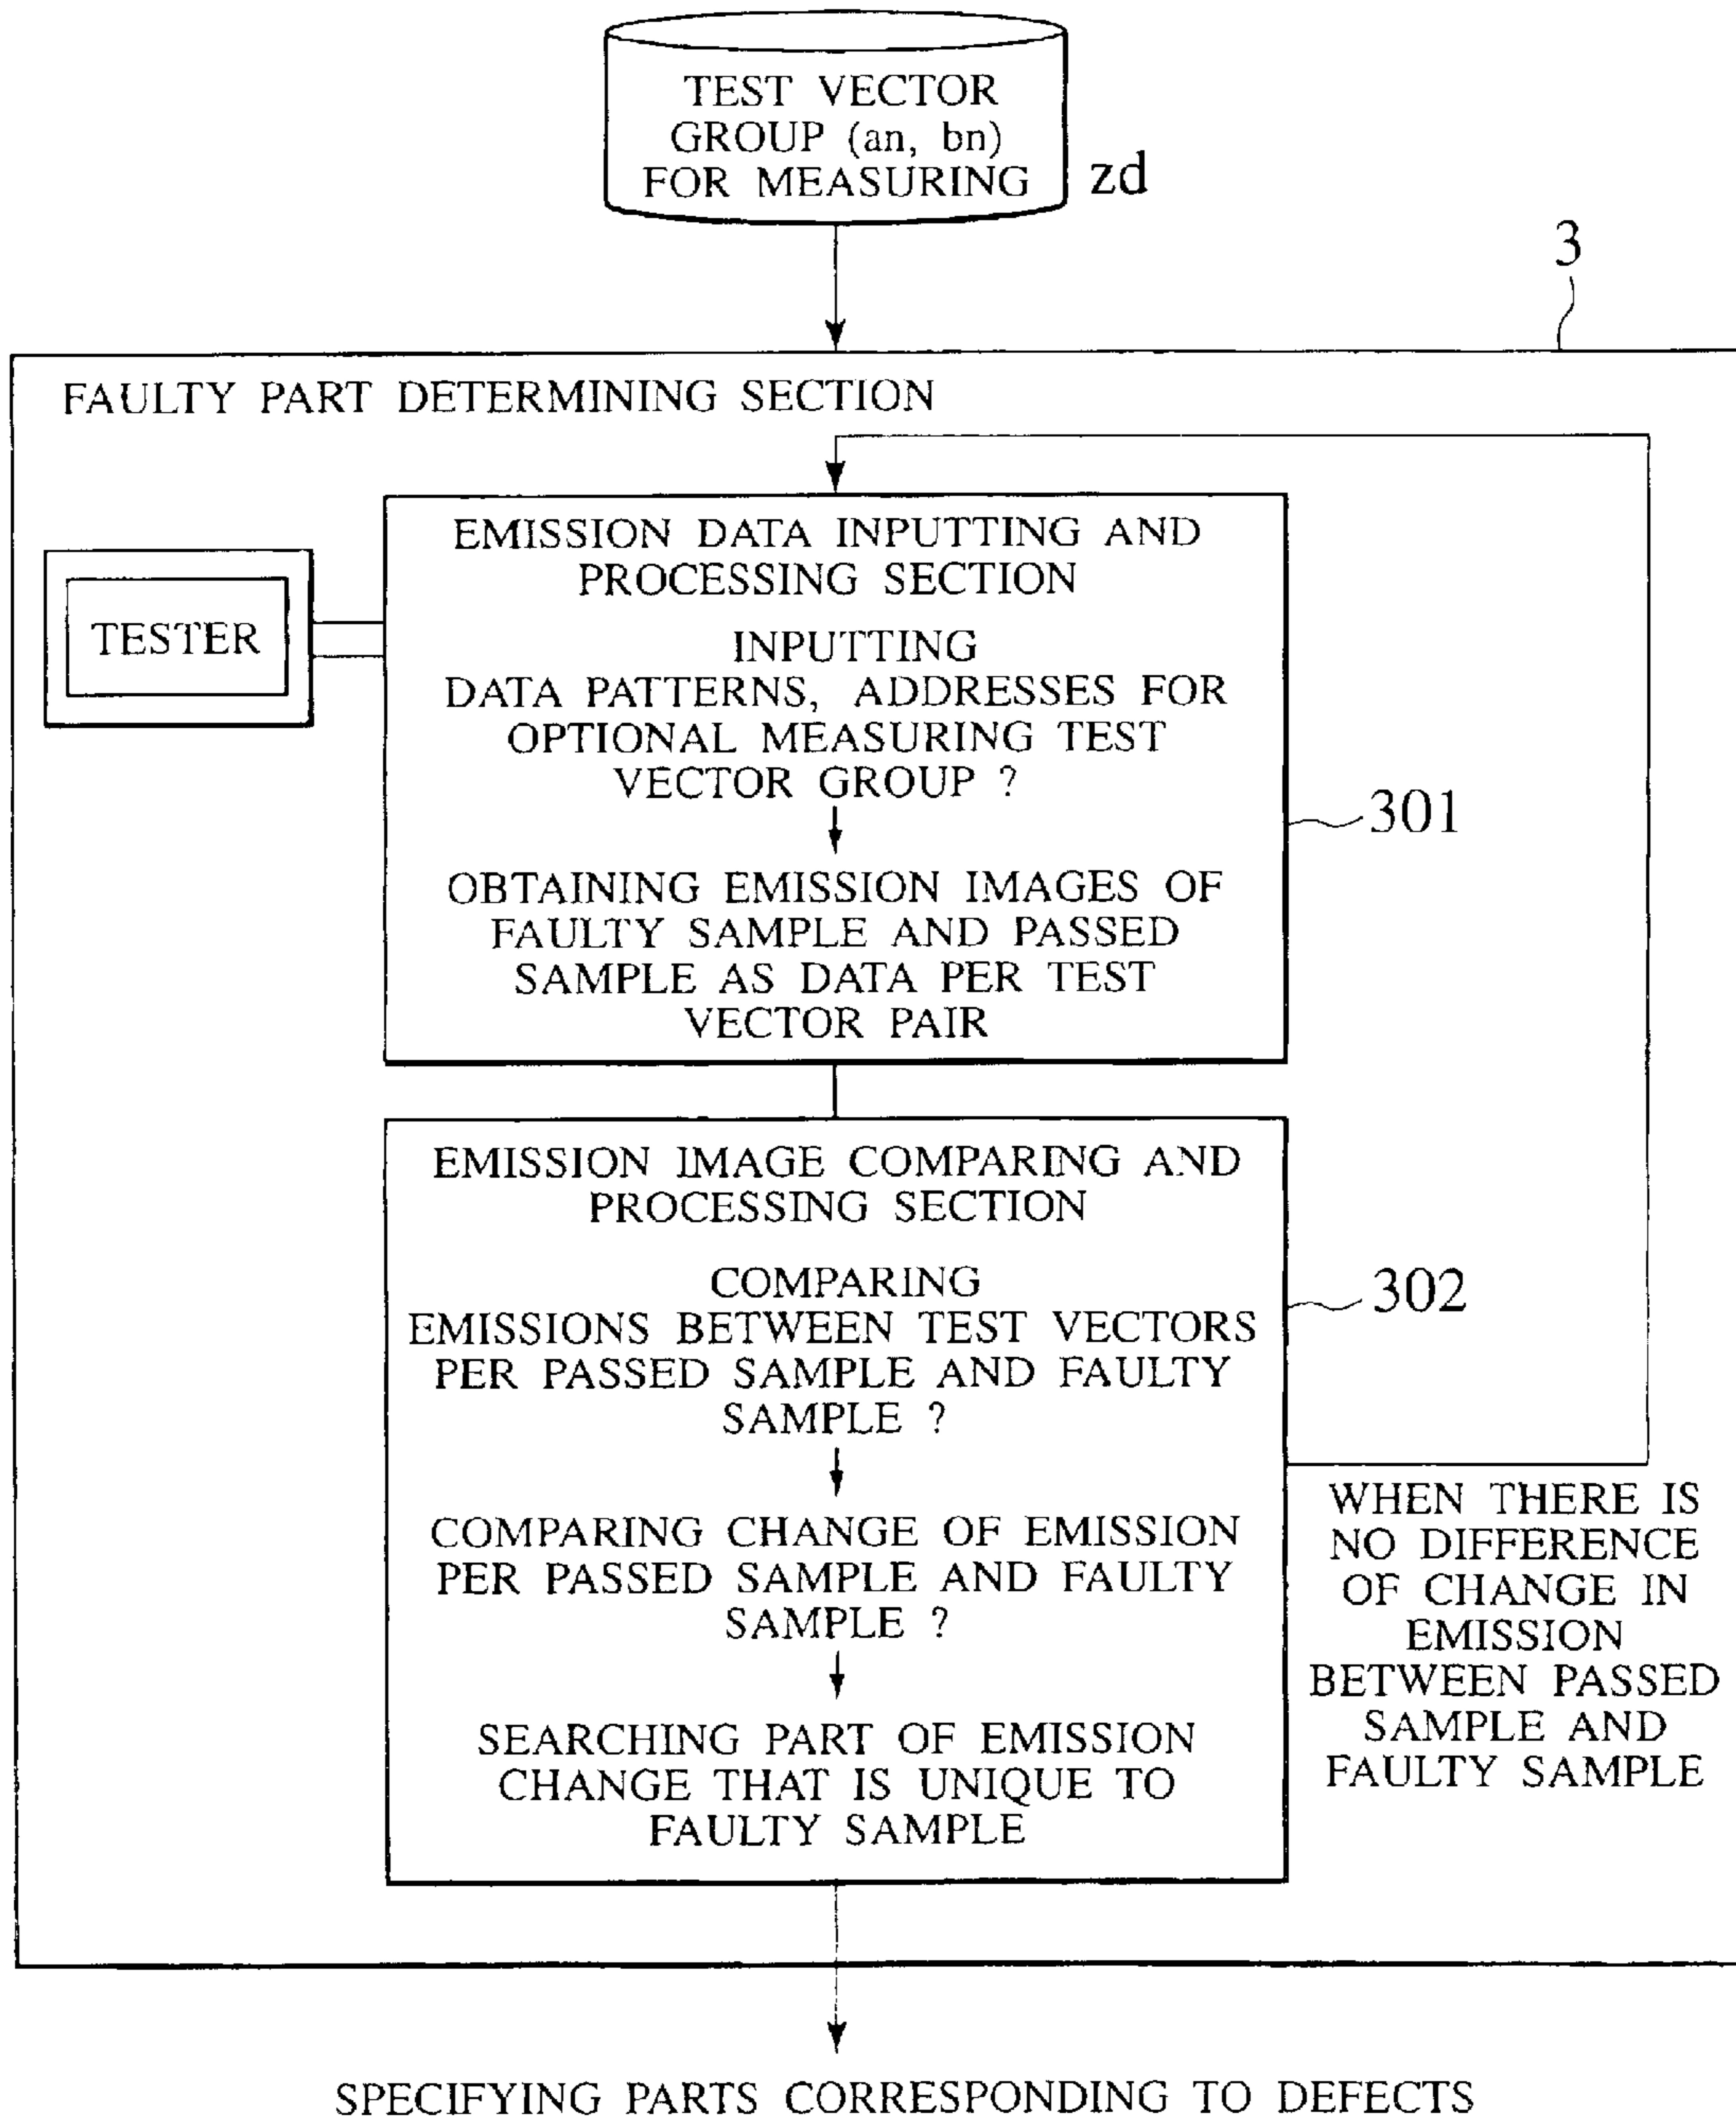 TEST VECTOR
GROUP (an, bn)
FOR MEASURING
zd
3
FAULTY PART DETERMINING SECTION
TESTER
EMISSION DATA INPUTTING AND
PROCESSING SECTION
INPUTTING
DATA PATTERNS, ADDRESSES FOR
OPTIONAL MEASURING TEST
VECTOR GROUP ?
OBTAINING EMISSION IMAGES OF
FAULTY SAMPLE AND PASSED
SAMPLE AS DATA PER TEST
VECTOR PAIR
301
EMISSION IMAGE COMPARING AND
PROCESSING SECTION
COMPARING
EMISSIONS BETWEEN TEST VECTORS
PER PASSED SAMPLE AND FAULTY
SAMPLE ?
COMPARING CHANGE OF EMISSION
PER PASSED SAMPLE AND FAULTY
SAMPLE ?
SEARCHING PART OF EMISSION
CHANGE THAT IS UNIQUE TO
FAULTY SAMPLE
302
WHEN THERE IS
NO DIFFERENCE
OF CHANGE IN
EMISSION
BETWEEN PASSED
SAMPLE AND
FAULTY SAMPLE
SPECIFYING PARTS CORRESPONDING TO DEFECTS